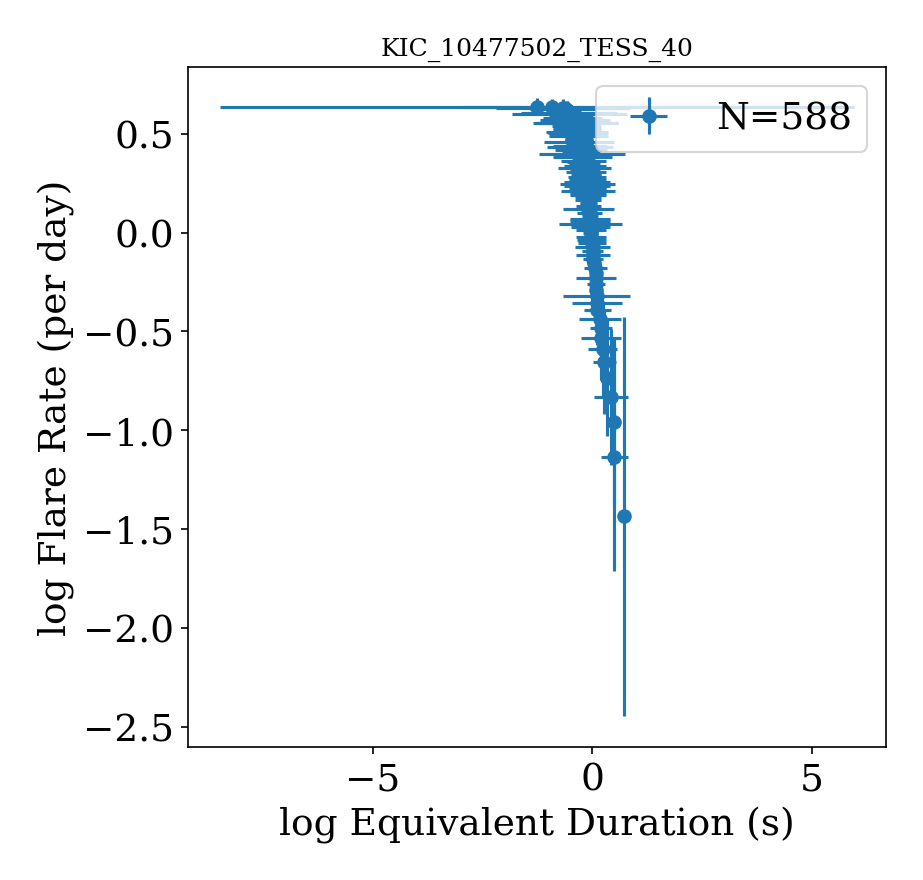 KIC_10477502_TESS_40
N=588
0.5
0.0
−0.5
−1.0
−1.5
−2.0
−2.5
log Flare Rate (per day)
−5
0
5
log Equivalent Duration (s)